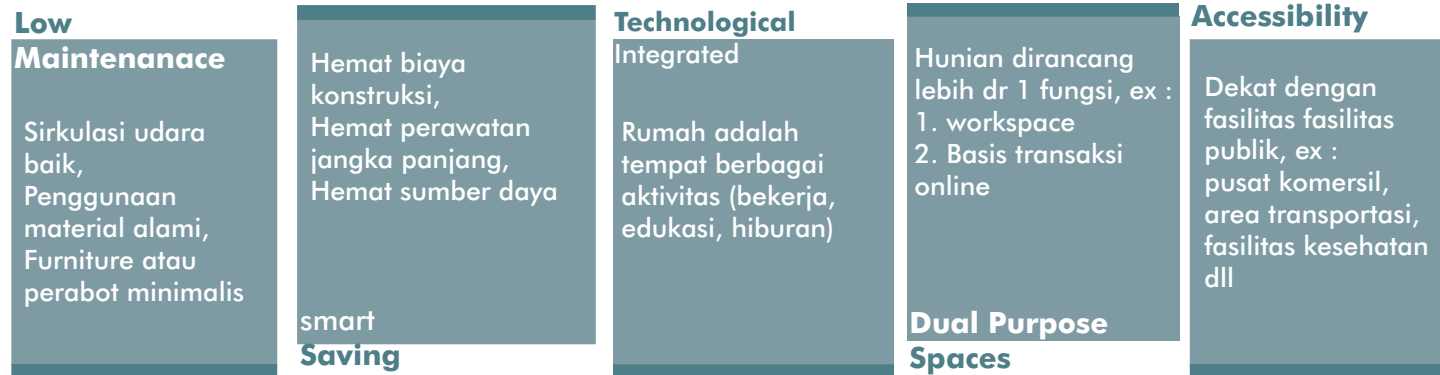 Low
Maintenanace
Sirkulasi udara
baik,
Penggunaan
material alami,
Furniture atau
perabot minimalis
Hemat biaya
konstruksi,
Hemat perawatan
jangka panjang,
Hemat sumber daya
smart
Saving
Technological
Integrated
Rumah adalah
tempat berbagai
aktivitas (bekerja,
edukasi, hiburan)
Hunian dirancang
lebih dr 1 fungsi, ex :
1. workspace
2. Basis transaksi
online
Dual Purpose
Spaces
Accessibility
Dekat dengan
fasilitas fasilitas
publik, ex :
pusat komersil,
area transportasi,
fasilitas kesehatan
dll